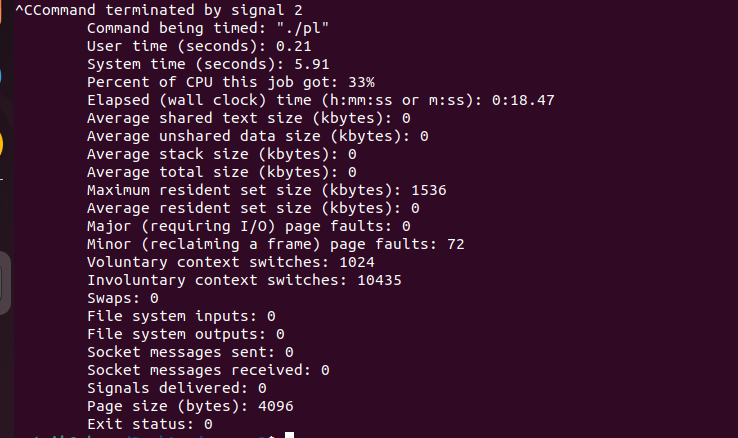 ^CCommand terminated by signal 2
Command being timed: "./pl"
User time (seconds): 0.21
System time (seconds): 5.91
Percent of CPU this job got: 33%
Elapsed (wall clock) time (h:mm:ss or m:ss): 0:18.47
Average shared text size (kbytes): 0
Average unshared data size (kbytes): 0
Average stack size (kbytes): 0
Average total size (kbytes): 0
Maximum resident set size (kbytes): 1536
Average resident set size (kbytes): 0
Major (requiring I/O) page faults: 0
Minor (reclaiming a frame) page faults: 72
Voluntary context switches: 1024
Involuntary context switches: 10435
Swaps: 0
File system inputs: 0
File system outputs: 0
Socket messages sent: 0
Socket messages received: 0
Signals delivered: 0
Page size (bytes): 4096
Exit status: 0